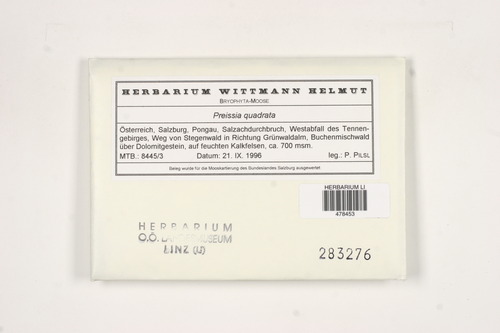 HERBARIUM WITTMANN HELMUT
BRYOPHYTA-MOOSE
Preissia quadrata
Österreich, Salzburg, Pongau, Salzachdurchbruch, Westabfall des Tennen-
gebirges, Weg von Stegenwald in Richtung Grünwaldalm, Buchenmischwald
über Dolomitgestein, auf feuchten Kalkfelsen, ca. 700 msm.
MTB.: 8445/3 Datum: 21. IX. 1996 leg.: P. PILSL
Beleg wurde für die Mooskartierung des Bundeslandes Salzburg ausgewertet
HERBARIUM LI
478453
HERBARIUM
O.Ö. LANDESMUSEUM
LINZ (LI)
283276